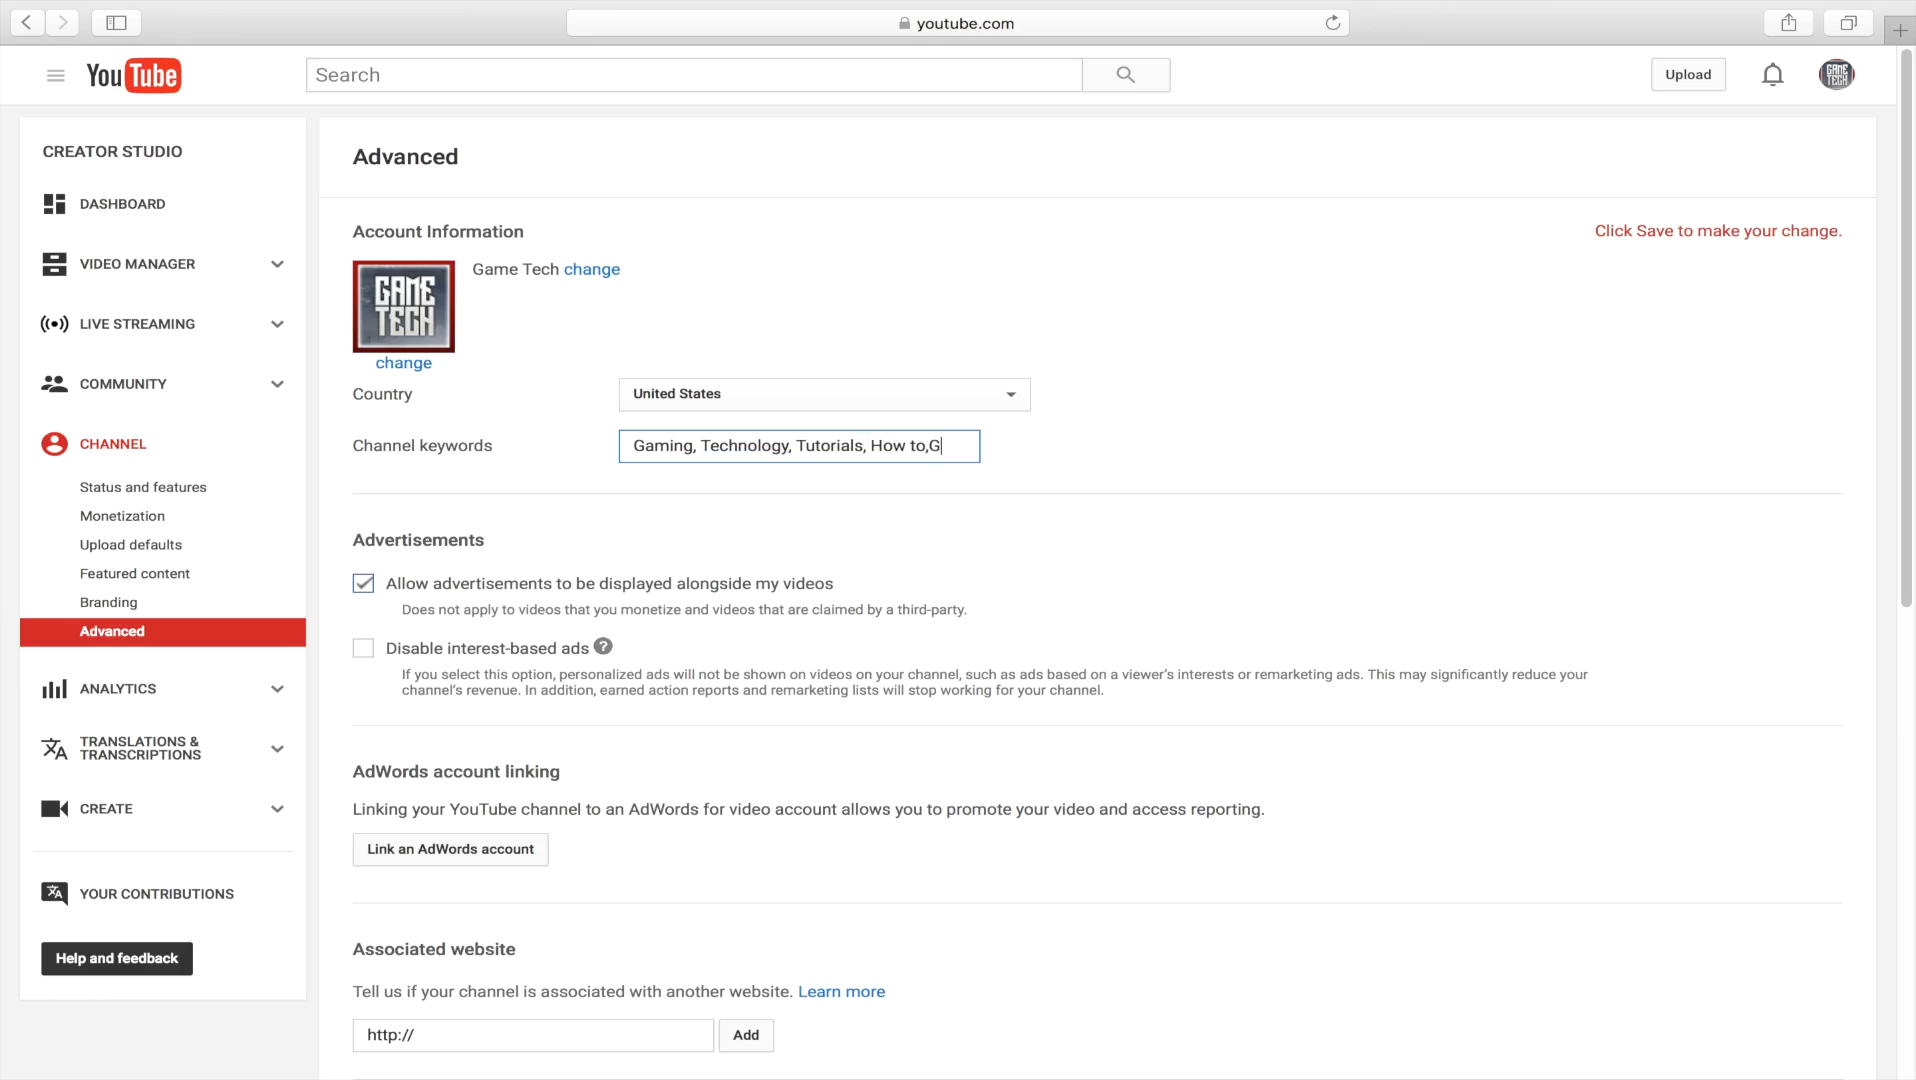 youtube.com
YouTube
Search
Upload
GAME TECH
CREATOR STUDIO
DASHBOARD
VIDEO MANAGER
LIVE STREAMING
COMMUNITY
CHANNEL
Status and features
Monetization
Upload defaults
Featured content
Branding
Advanced
ANALYTICS
TRANSLATIONS &
TRANSCRIPTIONS
CREATE
YOUR CONTRIBUTIONS
Help and feedback
Advanced
Account Information
Click Save to make your change.
GAME
TECH
Game Tech change
change
Country
United States
Channel keywords
Gaming, Technology, Tutorials, How to,G
Advertisements
Allow advertisements to be displayed alongside my videos
Does not apply to videos that you monetize and videos that are claimed by a third-party.
Disable interest-based ads ?
If you select this option, personalized ads will not be shown on videos on your channel, such as ads based on a viewer's interests or remarketing ads. This may significantly reduce your
channel's revenue. In addition, earned action reports and remarketing lists will stop working for your channel.
AdWords account linking
Linking your YouTube channel to an AdWords for video account allows you to promote your video and access reporting.
Link an AdWords account
Associated website
Tell us if your channel is associated with another website. Learn more
http://
Add